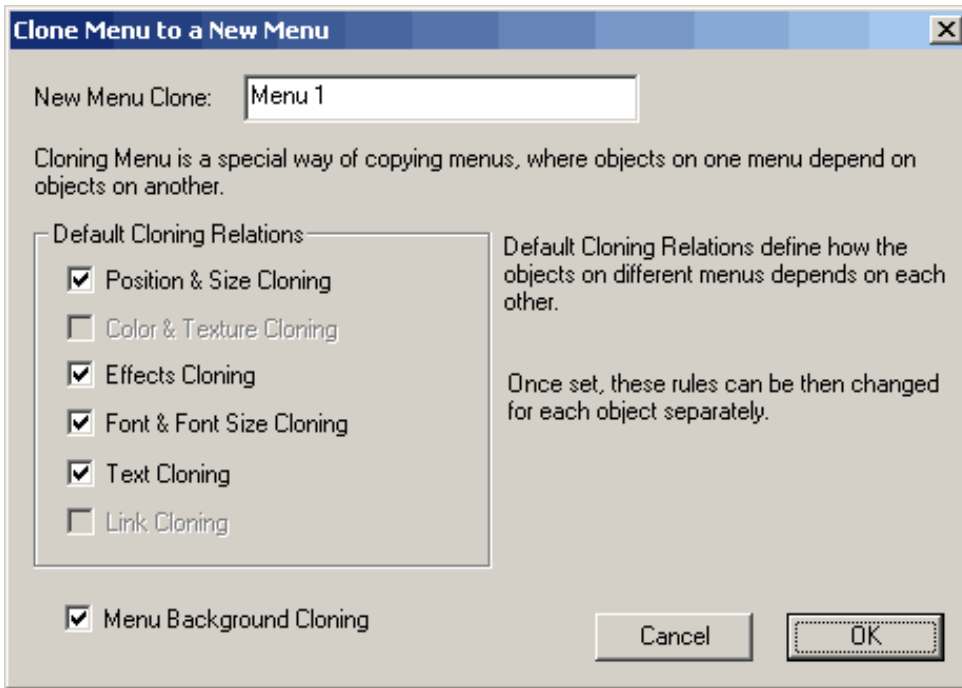 Clone Menu to a New Menu
New Menu Clone:
Menu 1
Cloning Menu is a special way of copying menus, where objects on one menu depend on
objects on another.
Default Cloning Relations
Position & Size Cloning
Color & Texture Cloning
Effects Cloning
Font & Font Size Cloning
Text Cloning
Link Cloning
Default Cloning Relations define how the
objects on different menus depends on each
other.
Once set, these rules can be then changed
for each object separately.
Menu Background Cloning
Cancel
OK